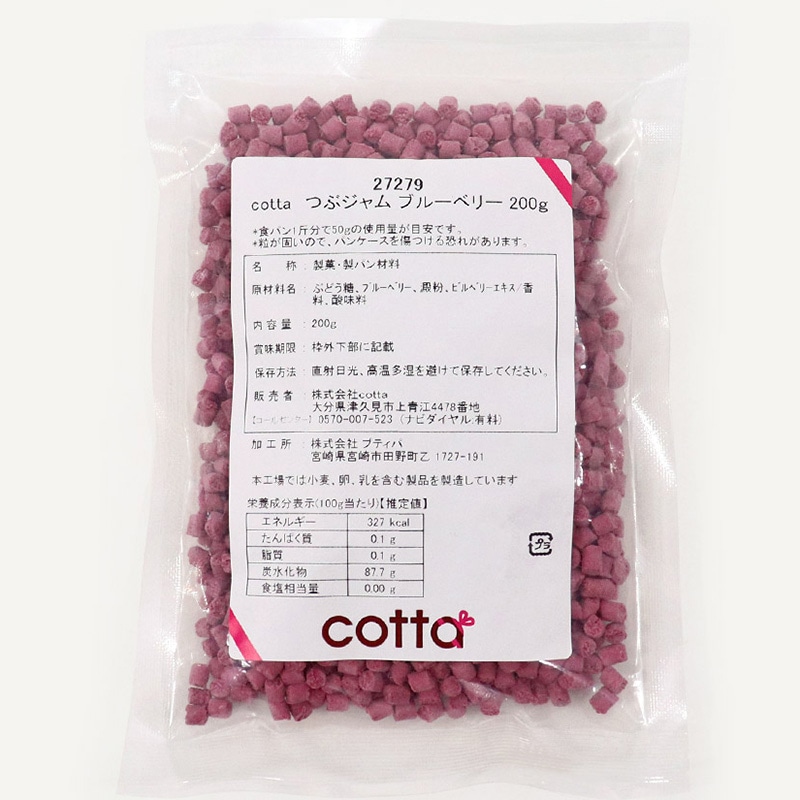 27279
cotta つぶジャム ブルーベリー 200g
*食パン1斤分で50gの使用量が目安です。
*粒が固いので、パンケースを傷つける恐れがあります。
名 称 : 製菓・製パン材料
原材料名 : ぶどう糖、ブルーベリー、澱粉、ビルベリーエキス/香
料、酸味料
内容量 : 200g
賞味期限 : 枠外下部に記載
保存方法 : 直射日光、高温多湿を避けて保存してください。
販売者 : 株式会社cotta
大分県津久見市上青江4478番地
【コールセンター】 0570-007-523 (ナビダイヤル,有料)
加工所 : 株式会社 プティパ
宮崎県宮崎市田野町乙 1727-191
本工場では小麦、卵、乳を含む製品を製造しています
栄養成分表示(100g当たり)【推定値】
エネルギー 327 kcal
たんぱく質 0.1 g
脂質 0.1 g
炭水化物 87.7 g
食塩相当量 0.00 g
プラ
cotta